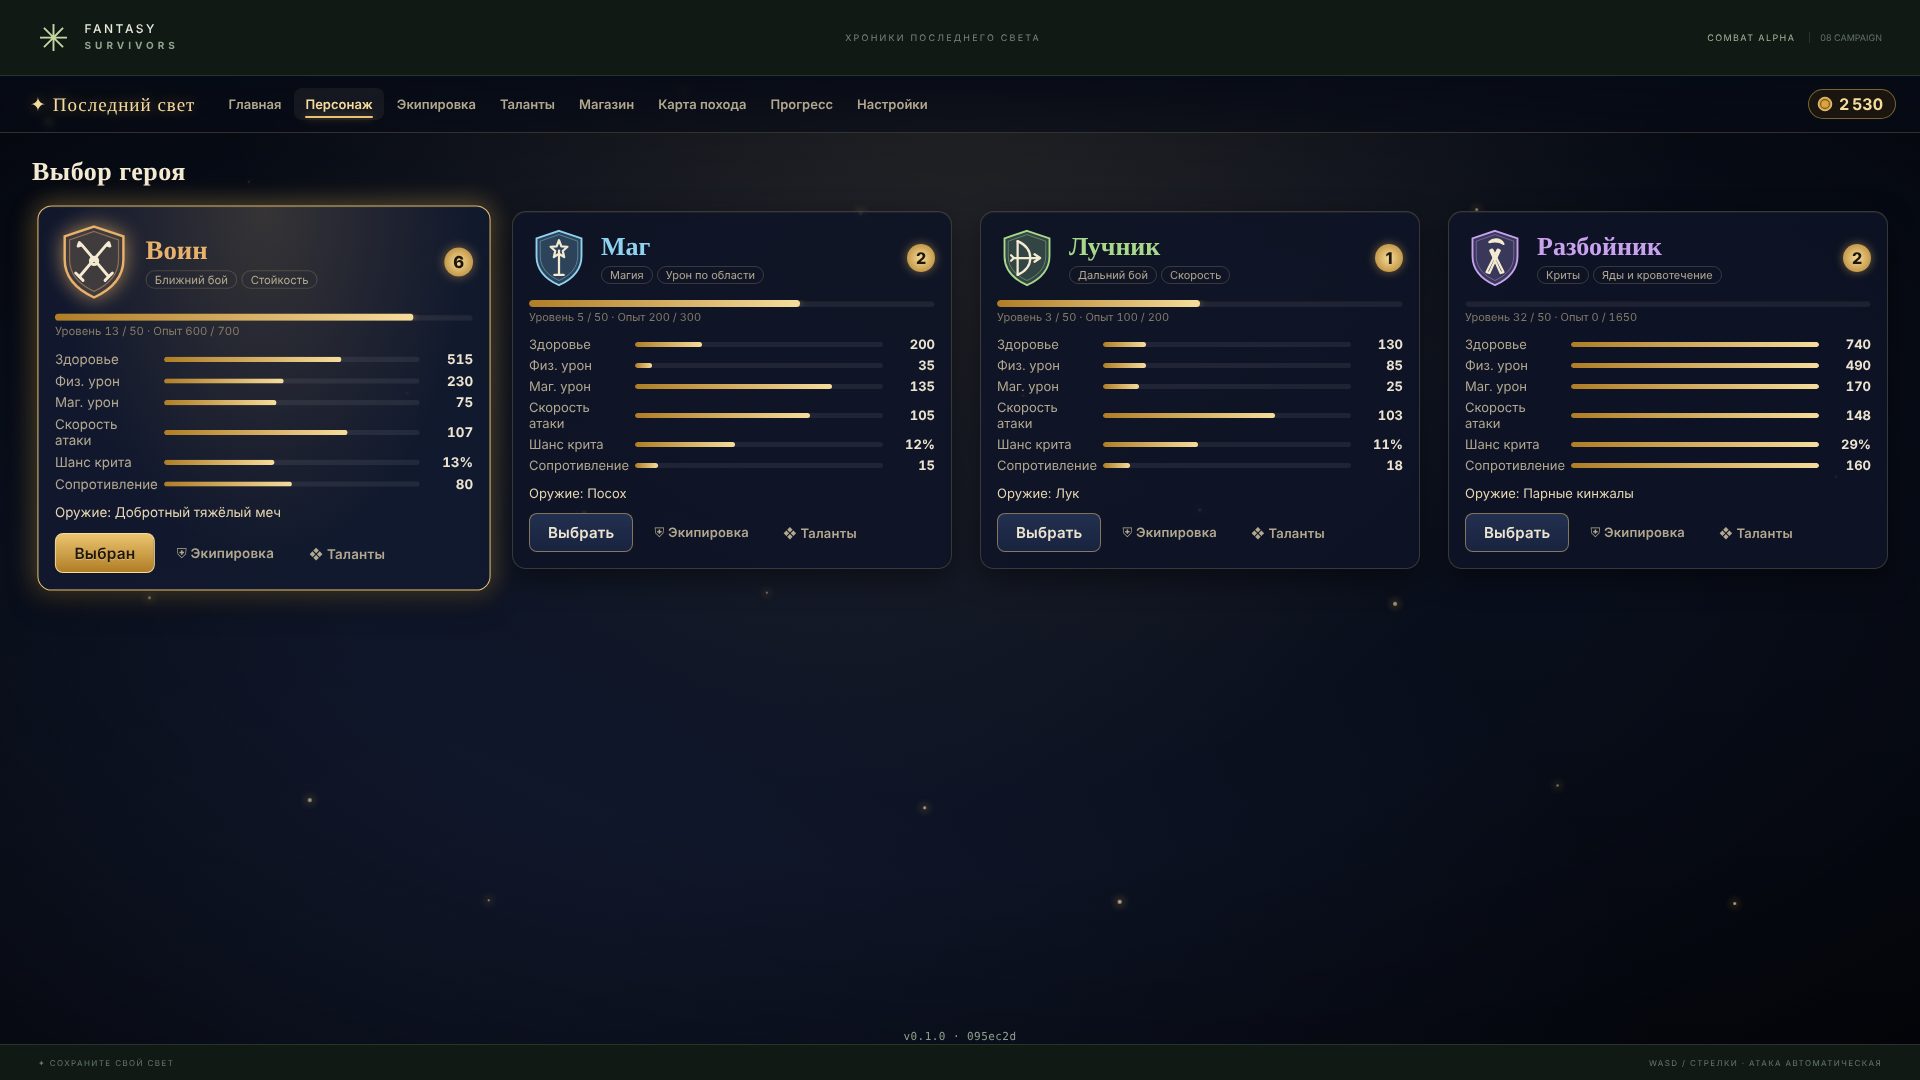 FANTASY
SURVIVORS
ХРОНИКИ ПОСЛЕДНЕГО СВЕТА
COMBAT ALPHA
08 CAMPAIGN
✦ Последний свет
Главная
Персонаж
Экипировка
Таланты
Магазин
Карта похода
Прогресс
Настройки
2 530
Выбор героя
Воин
Ближний бой
Стойкость
6
Уровень 13 / 50 · Опыт 600 / 700
Здоровье 515
Физ. урон 230
Маг. урон 75
Скорость
атаки 107
Шанс крита 13%
Сопротивление 80
Оружие: Добротный тяжёлый меч
Выбран
Экипировка
❖ Таланты
Маг
Магия
Урон по области
2
Уровень 5 / 50 · Опыт 200 / 300
Здоровье 200
Физ. урон 35
Маг. урон 135
Скорость
атаки 105
Шанс крита 12%
Сопротивление 15
Оружие: Посох
Выбрать
Экипировка
❖ Таланты
Лучник
Дальний бой
Скорость
1
Уровень 3 / 50 · Опыт 100 / 200
Здоровье 130
Физ. урон 85
Маг. урон 25
Скорость
атаки 103
Шанс крита 11%
Сопротивление 18
Оружие: Лук
Выбрать
Экипировка
❖ Таланты
Разбойник
Криты
Яды и кровотечение
2
Уровень 32 / 50 · Опыт 0 / 1650
Здоровье 740
Физ. урон 490
Маг. урон 170
Скорость
атаки 148
Шанс крита 29%
Сопротивление 160
Оружие: Парные кинжалы
Выбрать
Экипировка
❖ Таланты
v0.1.0 · 095ec2d
✦ СОХРАНИТЕ СВОЙ СВЕТ
WASD / СТРЕЛКИ · АТАКА АВТОМАТИЧЕСКАЯ